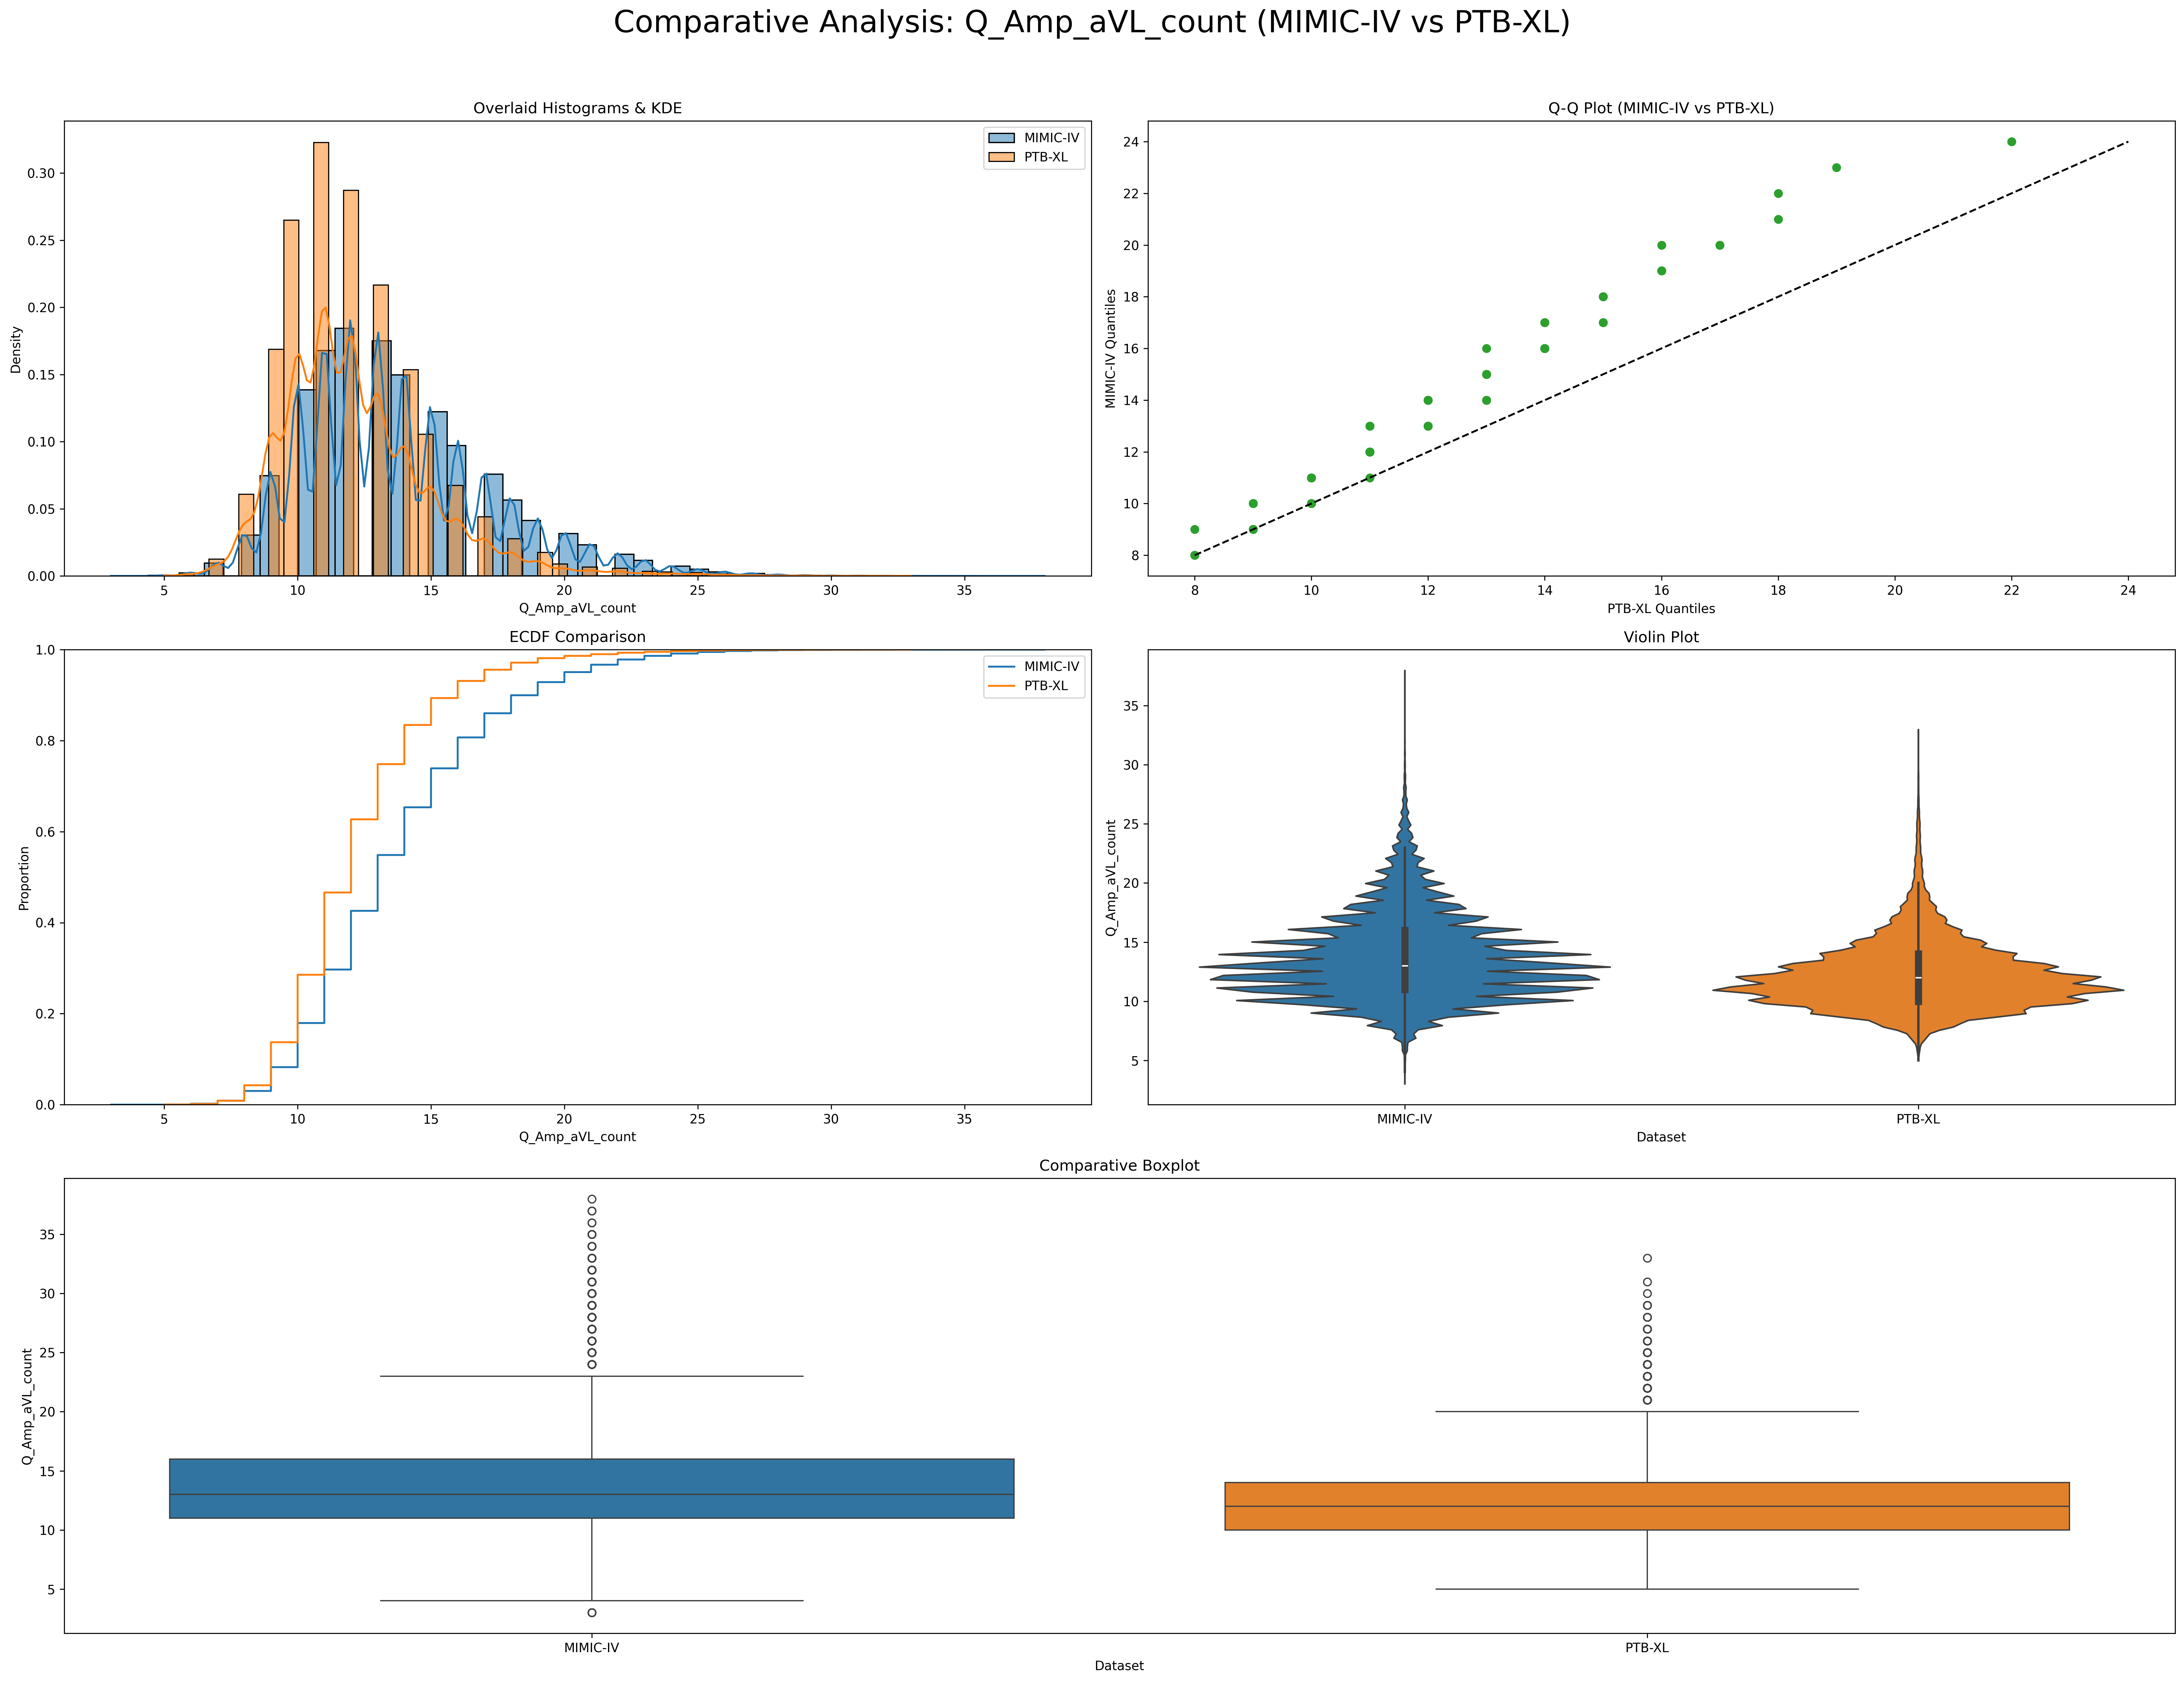 Comparative Analysis: Q_Amp_aVL_count (MIMIC-IV vs PTB-XL)
Overlaid Histograms & KDE
MIMIC-IV
PTB-XL
0.30
0.25
0.20
0.15
0.10
0.05
0.00
Density
5 10 15 20 25 30 35
Q_Amp_aVL_count
Q-Q Plot (MIMIC-IV vs PTB-XL)
24
22
20
18
16
14
12
10
8
MIMIC-IV Quantiles
8 10 12 14 16 18 20 22 24
PTB-XL Quantiles
ECDF Comparison
MIMIC-IV
PTB-XL
1.0
0.8
0.6
0.4
0.2
0.0
Proportion
5 10 15 20 25 30 35
Q_Amp_aVL_count
Violin Plot
35
30
25
20
15
10
5
Q_Amp_aVL_count
MIMIC-IV PTB-XL
Dataset
Comparative Boxplot
35
30
25
20
15
10
5
Q_Amp_aVL_count
MIMIC-IV PTB-XL
Dataset